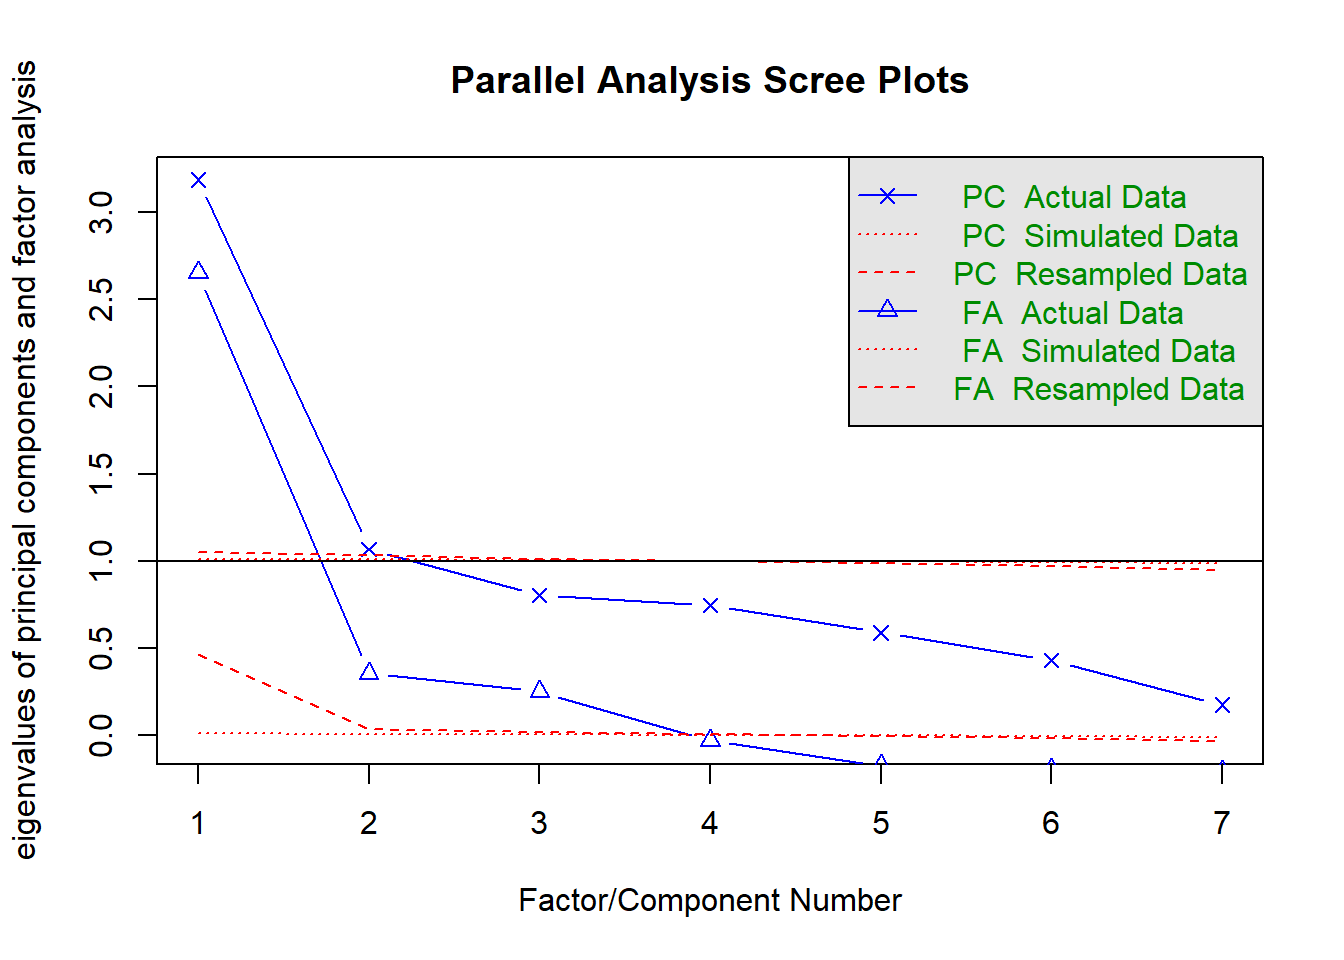 Parallel Analysis Scree Plots
eigenvalues of principal components and factor analysis
3.0
2.5
2.0
1.5
1.0
0.5
0.0
PC Actual Data
PC Simulated Data
PC Resampled Data
FA Actual Data
FA Simulated Data
FA Resampled Data
1 2 3 4 5 6 7
Factor/Component Number